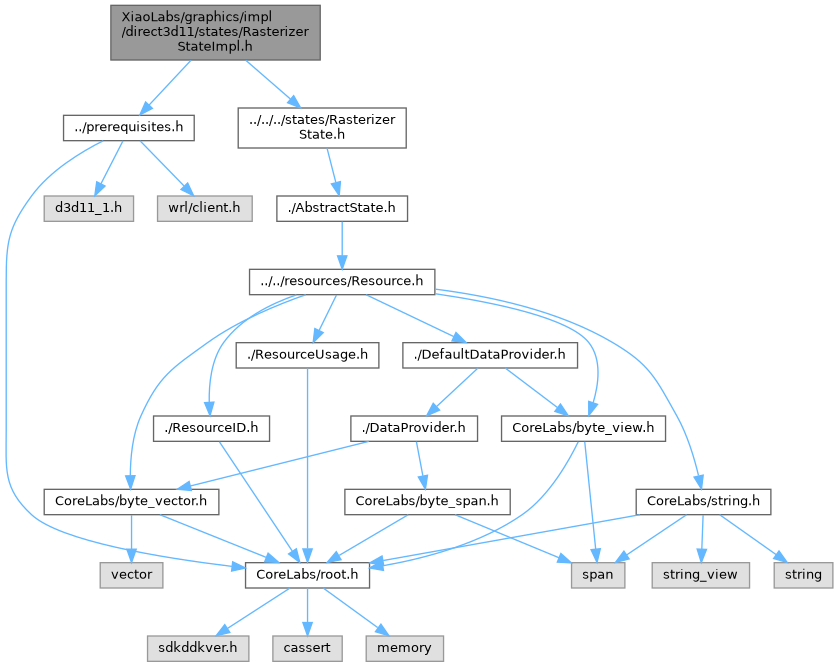 XiaoLabs/graphics/impl
/direct3d11/states/Rasterizer
StateImpl.h
../prerequisites.h
../../../states/Rasterizer
State.h
d3d11_1.h
wrl/client.h
./AbstractState.h
../../resources/Resource.h
./ResourceUsage.h
./DefaultDataProvider.h
./ResourceID.h
./DataProvider.h
CoreLabs/byte_view.h
CoreLabs/byte_vector.h
CoreLabs/byte_span.h
CoreLabs/string.h
vector
CoreLabs/root.h
span
string_view
string
sdkddkver.h
cassert
memory